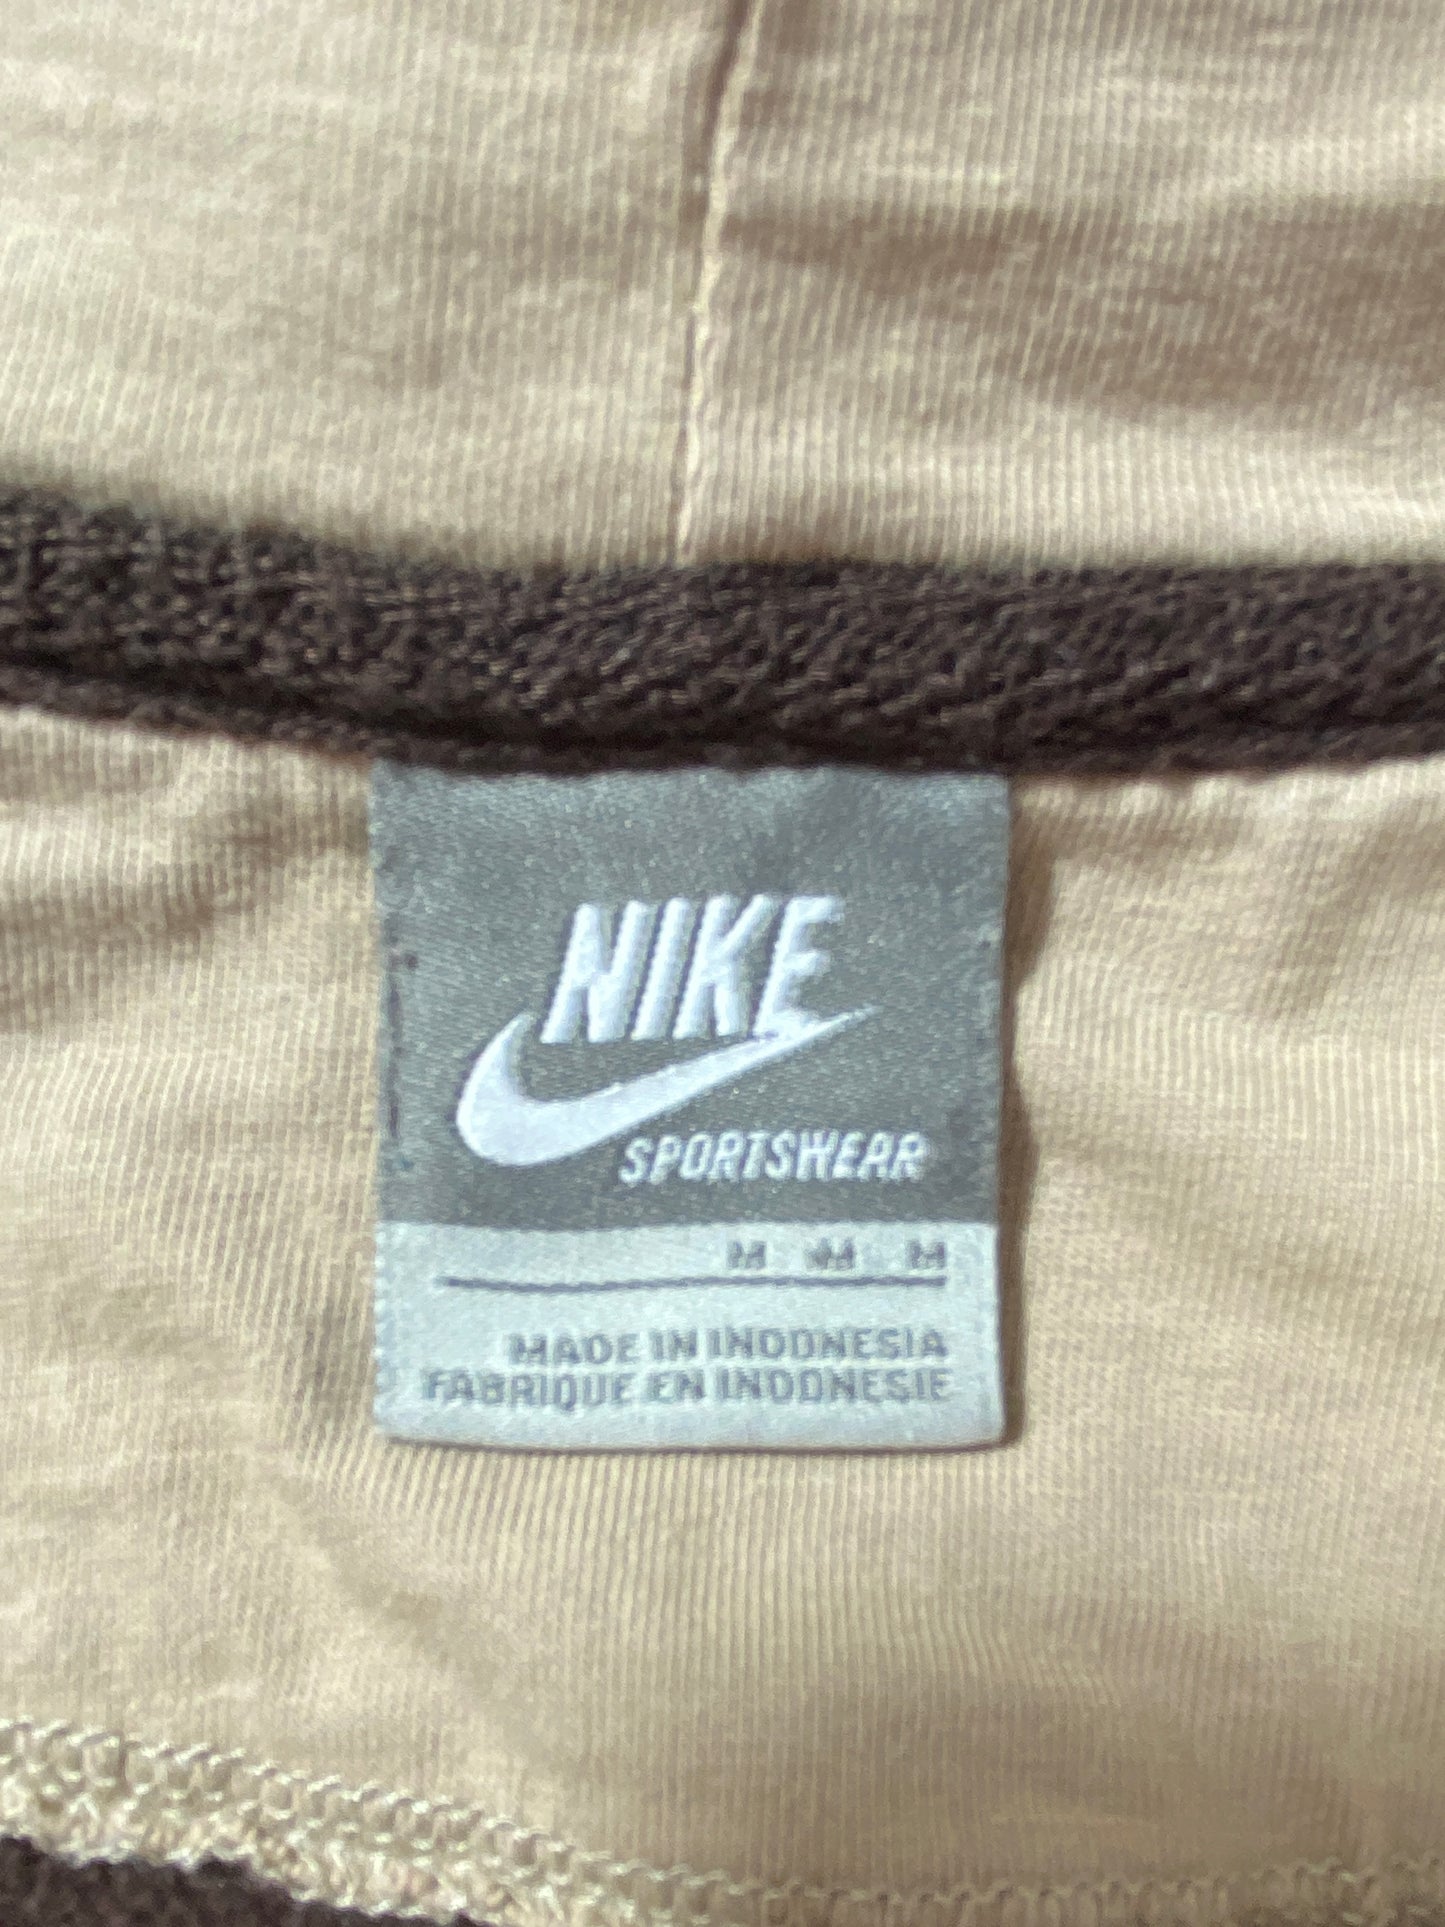 NIKE
SPORTSWEAR
M M M
MADE IN INDONESIA
FABRIQUE EN INDONESIE